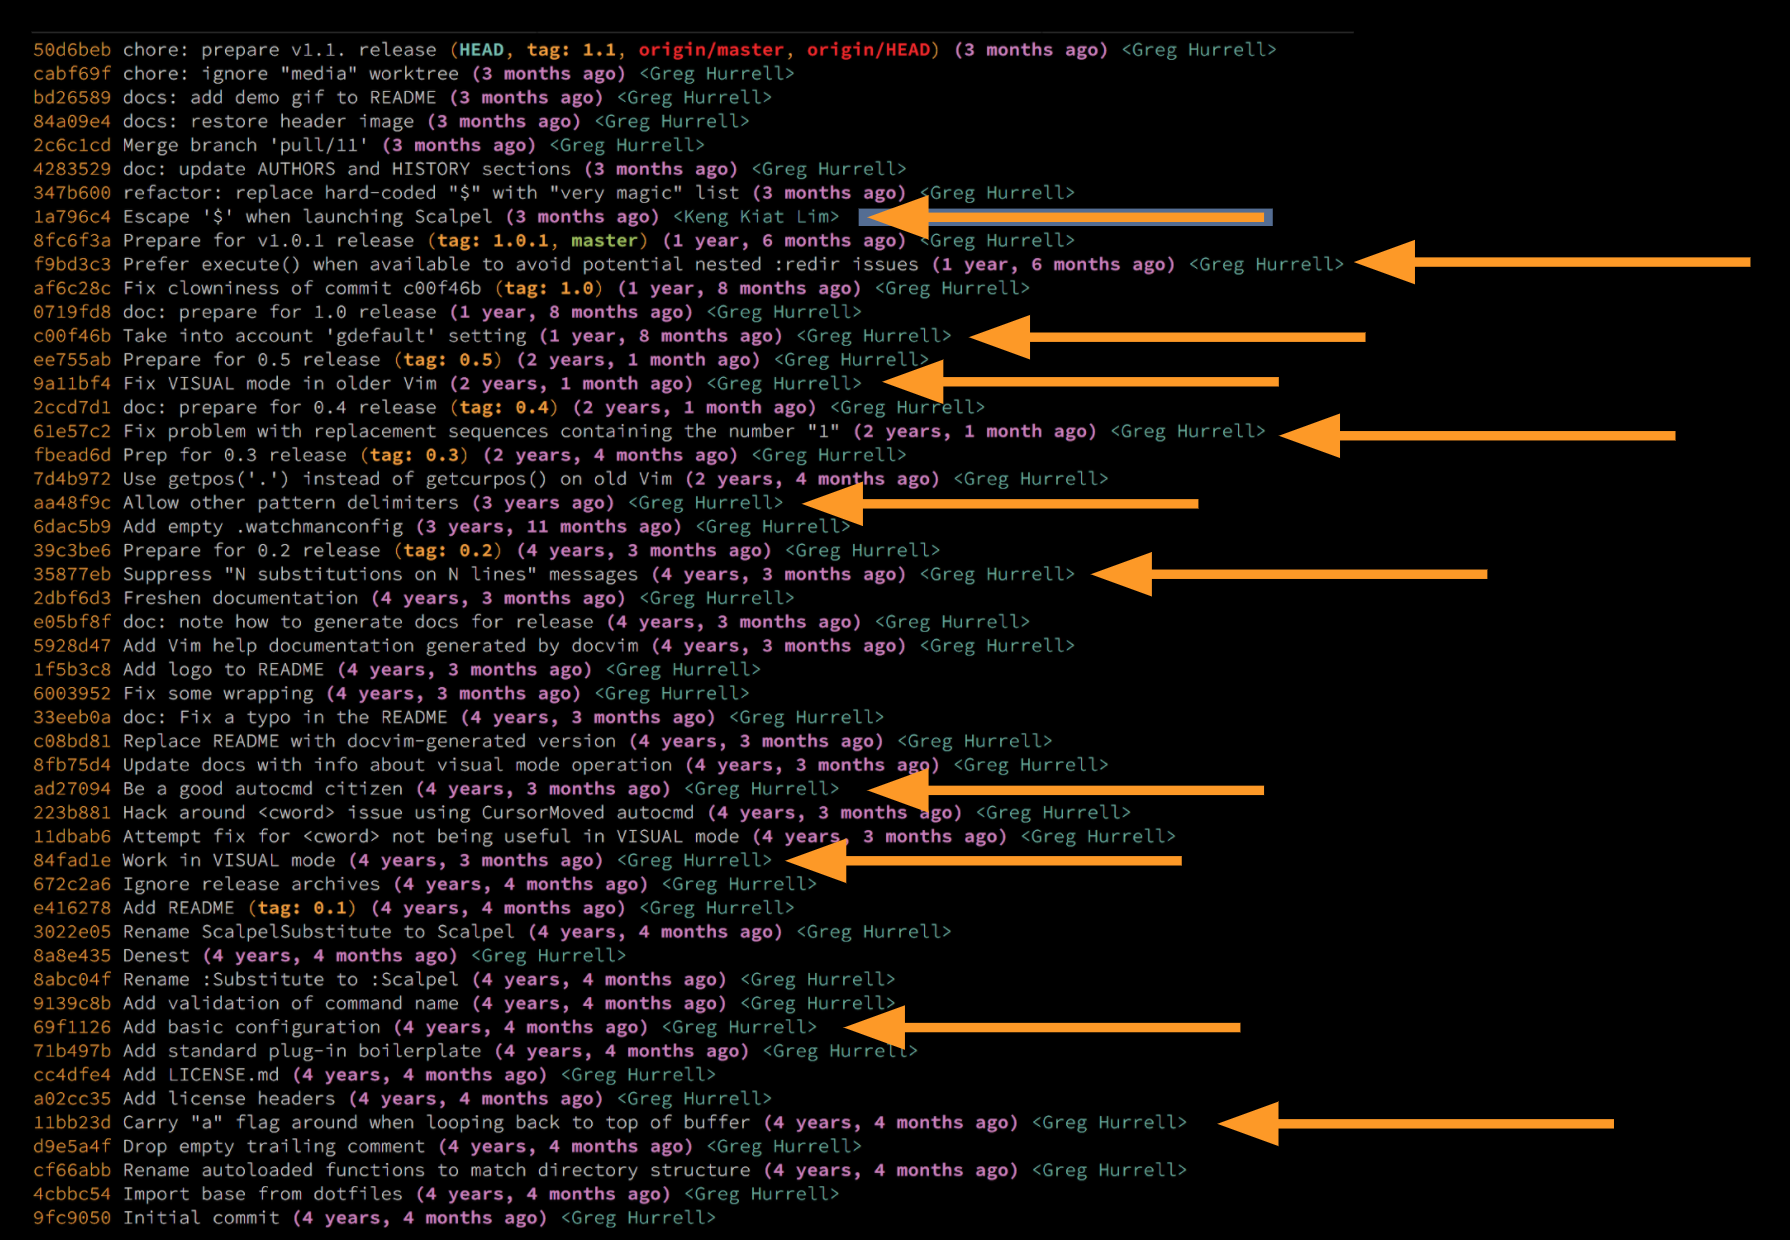 50d6beb chore: prepare v1.1. release (HEAD, tag: 1.1, origin/master, origin/HEAD) (3 months ago) <Greg Hurrell>
cabf69f chore: ignore "media" worktree (3 months ago) <Greg Hurrell>
bd26589 docs: add demo gif to README (3 months ago) <Greg Hurrell>
84a09e4 docs: restore header image (3 months ago) <Greg Hurrell>
2c6c1cd Merge branch 'pull/11' (3 months ago) <Greg Hurrell>
4283529 doc: update AUTHORS and HISTORY sections (3 months ago) <Greg Hurrell>
347b600 refactor: replace hard-coded "$" with "very magic" list (3 months ago) <Greg Hurrell>
1a796c4 Escape '$' when launching Scalpel (3 months ago) <Keng Kiat Lim>
8fc6f3a Prepare for v1.0.1 release (tag: 1.0.1, master) (1 year, 6 months ago) <Greg Hurrell>
f9bd3c3 Prefer execute() when available to avoid potential nested :redir issues (1 year, 6 months ago) <Greg Hurrell>
af6c28c Fix clowniness of commit c00f46b (tag: 1.0) (1 year, 8 months ago) <Greg Hurrell>
0719fd8 doc: prepare for 1.0 release (1 year, 8 months ago) <Greg Hurrell>
c00f46b Take into account 'gdefault' setting (1 year, 8 months ago) <Greg Hurrell>
ee755ab Prepare for 0.5 release (tag: 0.5) (2 years, 1 month ago) <Greg Hurrell>
9a11bf4 Fix VISUAL mode in older Vim (2 years, 1 month ago) <Greg Hurrell>
2ccd7d1 doc: prepare for 0.4 release (tag: 0.4) (2 years, 1 month ago) <Greg Hurrell>
61e57c2 Fix problem with replacement sequences containing the number "1" (2 years, 1 month ago) <Greg Hurrell>
fbead6d Prep for 0.3 release (tag: 0.3) (2 years, 4 months ago) <Greg Hurrell>
7d4b972 Use getpos('.') instead of getcurpos() on old Vim (2 years, 4 months ago) <Greg Hurrell>
aa48f9c Allow other pattern delimiters (3 years ago) <Greg Hurrell>
6dac5b9 Add empty .watchmanconfig (3 years, 11 months ago) <Greg Hurrell>
39c3be6 Prepare for 0.2 release (tag: 0.2) (4 years, 3 months ago) <Greg Hurrell>
35877eb Suppress "N substitutions on N lines" messages (4 years, 3 months ago) <Greg Hurrell>
2dbf6d3 Freshen documentation (4 years, 3 months ago) <Greg Hurrell>
e05bf8f doc: note how to generate docs for release (4 years, 3 months ago) <Greg Hurrell>
5928d47 Add Vim help documentation generated by docvim (4 years, 3 months ago) <Greg Hurrell>
1f5b3c8 Add logo to README (4 years, 3 months ago) <Greg Hurrell>
6003952 Fix some wrapping (4 years, 3 months ago) <Greg Hurrell>
33eeb0a doc: Fix a typo in the README (4 years, 3 months ago) <Greg Hurrell>
c08bd81 Replace README with docvim-generated version (4 years, 3 months ago) <Greg Hurrell>
8fb75d4 Update docs with info about visual mode operation (4 years, 3 months ago) <Greg Hurrell>
ad27094 Be a good autocmd citizen (4 years, 3 months ago) <Greg Hurrell>
223b881 Hack around <cword> issue using CursorMoved autocmd (4 years, 3 months ago) <Greg Hurrell>
11dbab6 Attempt fix for <cword> not being useful in VISUAL mode (4 years, 3 months ago) <Greg Hurrell>
84fad1e Work in VISUAL mode (4 years, 3 months ago) <Greg Hurrell>
672c2a6 Ignore release archives (4 years, 4 months ago) <Greg Hurrell>
e416278 Add README (tag: 0.1) (4 years, 4 months ago) <Greg Hurrell>
3022e05 Rename ScalpelSubstitute to Scalpel (4 years, 4 months ago) <Greg Hurrell>
8a8e435 Denest (4 years, 4 months ago) <Greg Hurrell>
8abc04f Rename :Substitute to :Scalpel (4 years, 4 months ago) <Greg Hurrell>
9139c8b Add validation of command name (4 years, 4 months ago) <Greg Hurrell>
69f1126 Add basic configuration (4 years, 4 months ago) <Greg Hurrell>
71b497b Add standard plug-in boilerplate (4 years, 4 months ago) <Greg Hurrell>
cc4dfe4 Add LICENSE.md (4 years, 4 months ago) <Greg Hurrell>
a02cc35 Add license headers (4 years, 4 months ago) <Greg Hurrell>
11bb23d Carry "a" flag around when looping back to top of buffer (4 years, 4 months ago) <Greg Hurrell>
d9e5a4f Drop empty trailing comment (4 years, 4 months ago) <Greg Hurrell>
cf66abb Rename autoloaded functions to match directory structure (4 years, 4 months ago) <Greg Hurrell>
4cbbc54 Import base from dotfiles (4 years, 4 months ago) <Greg Hurrell>
9fc9050 Initial commit (4 years, 4 months ago) <Greg Hurrell>